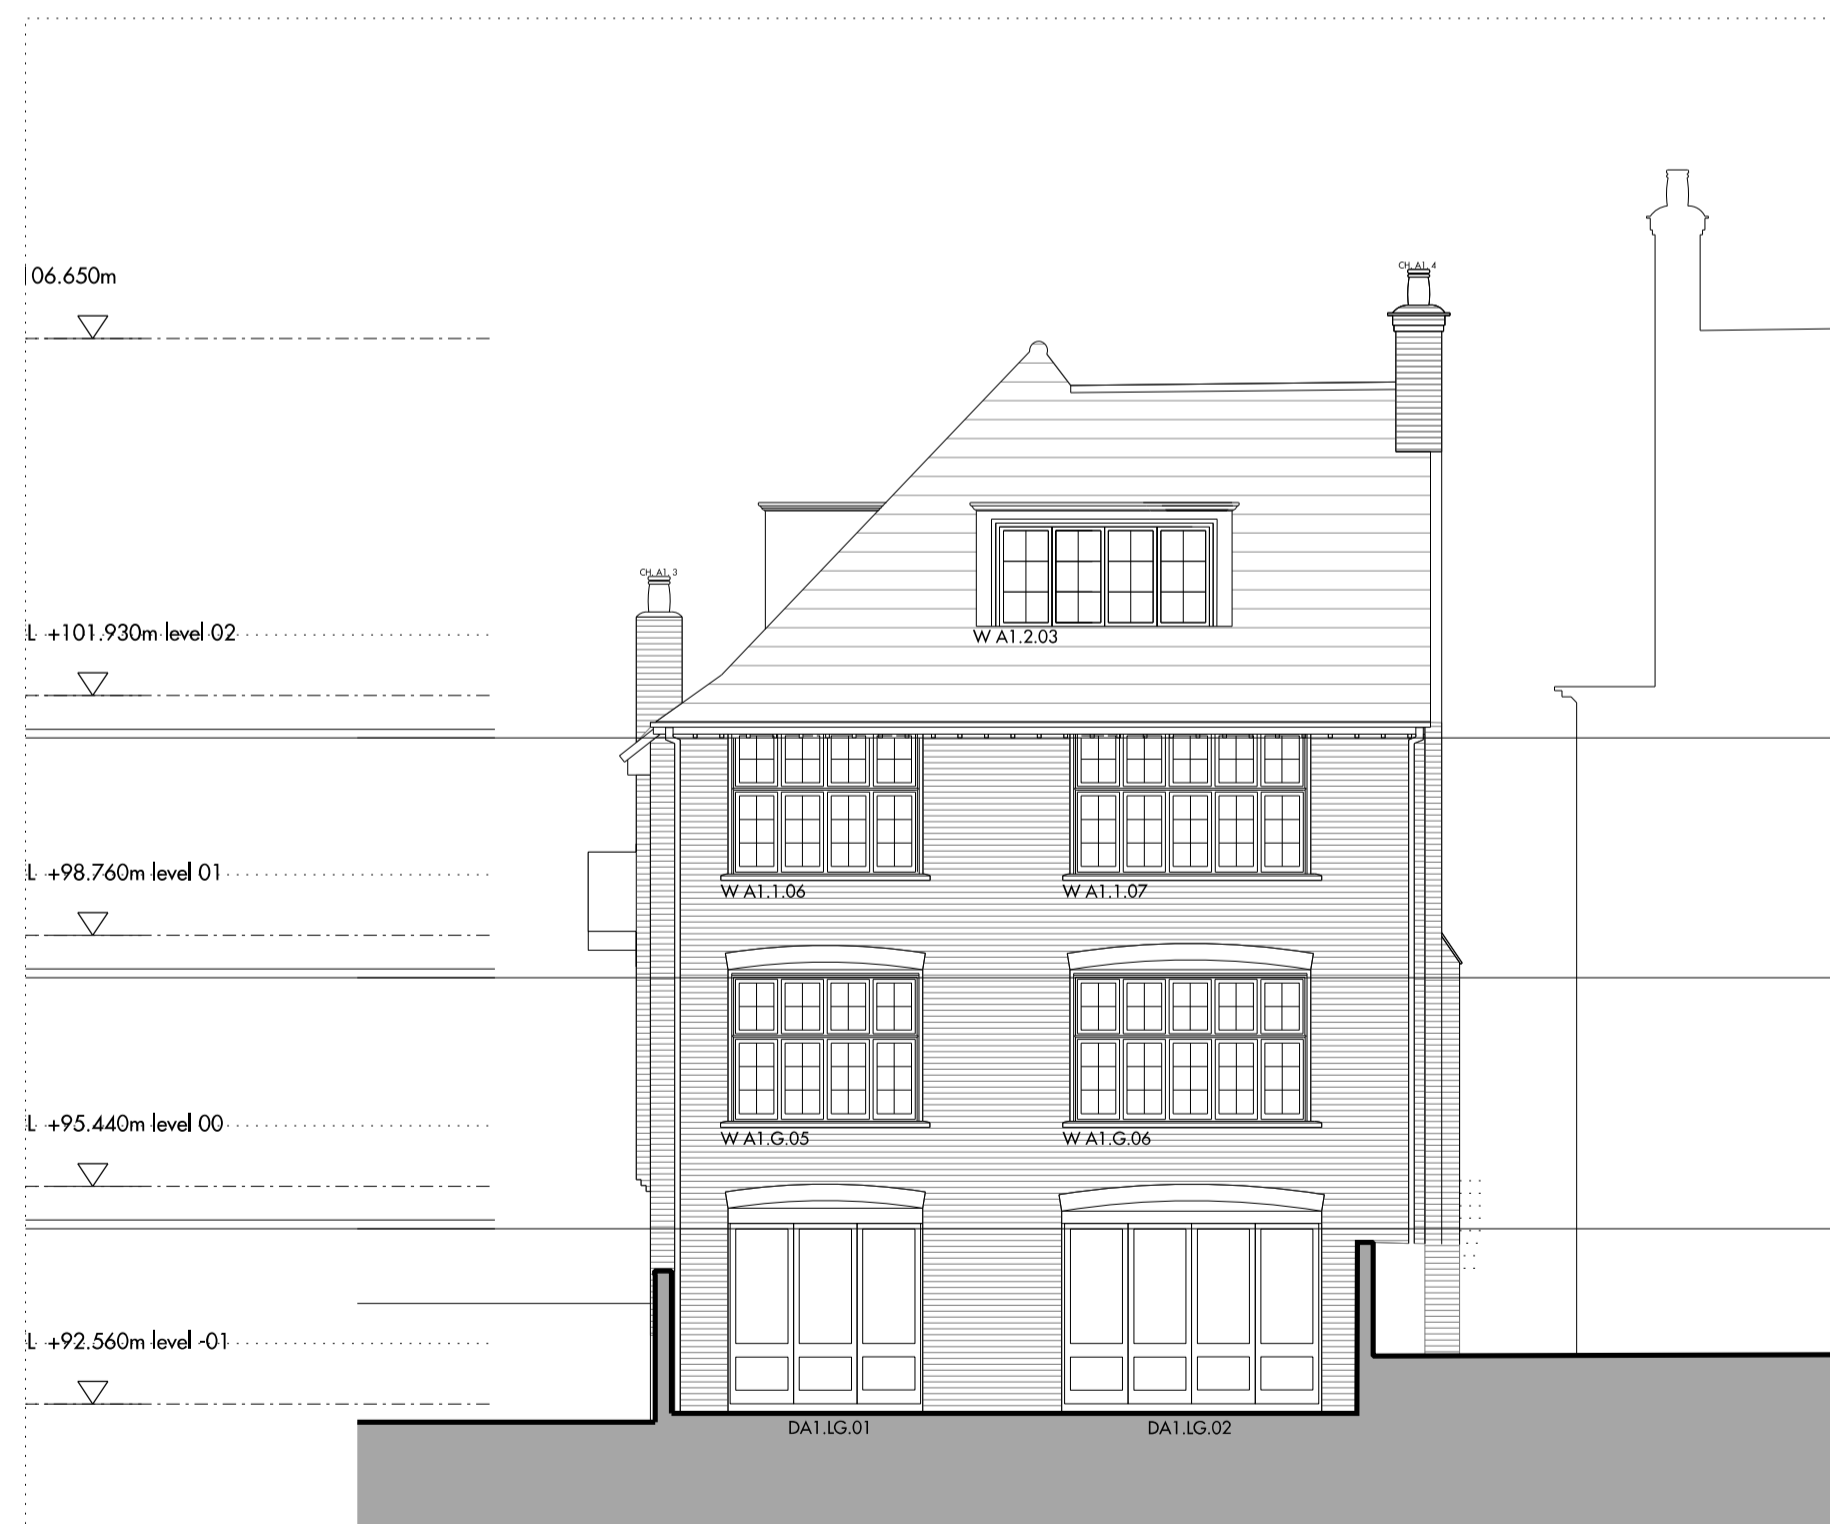 06.650m
CH. A1. 4
CH. A1. 3
L +101.930m level 02
W A1.2.03
L +98.760m level 01
W A1.1.06
W A1.1.07
L +95.440m level 00
W A1.G.05
W A1.G.06
L +92.560m level -01
DA1.LG.01
DA1.LG.02